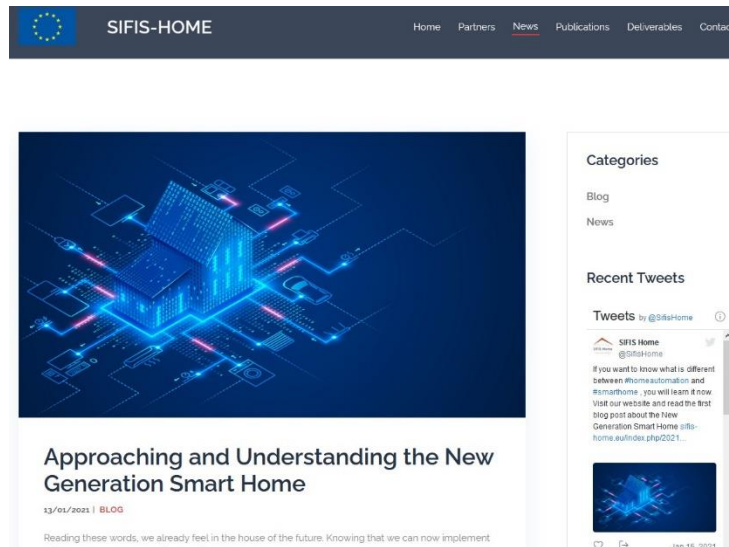 SIFIS-HOME
Home Partners News Publications Deliverables Contac
Approaching and Understanding the New
Generation Smart Home
13/01/2021 | BLOG
Reading these words, we already feel in the house of the future. Knowing that we can now implement
Categories
Blog
News
Recent Tweets
Tweets by @SifisHome
SIFIS Home
@SifisHome
If you want to know what is different
between #homeautomation and
#smarthome , you will learn it now.
Visit our website and read the first
blog post about the New
Generation Smart Home sifis-
home.eu/index.php/2021...
Jan 15, 2021